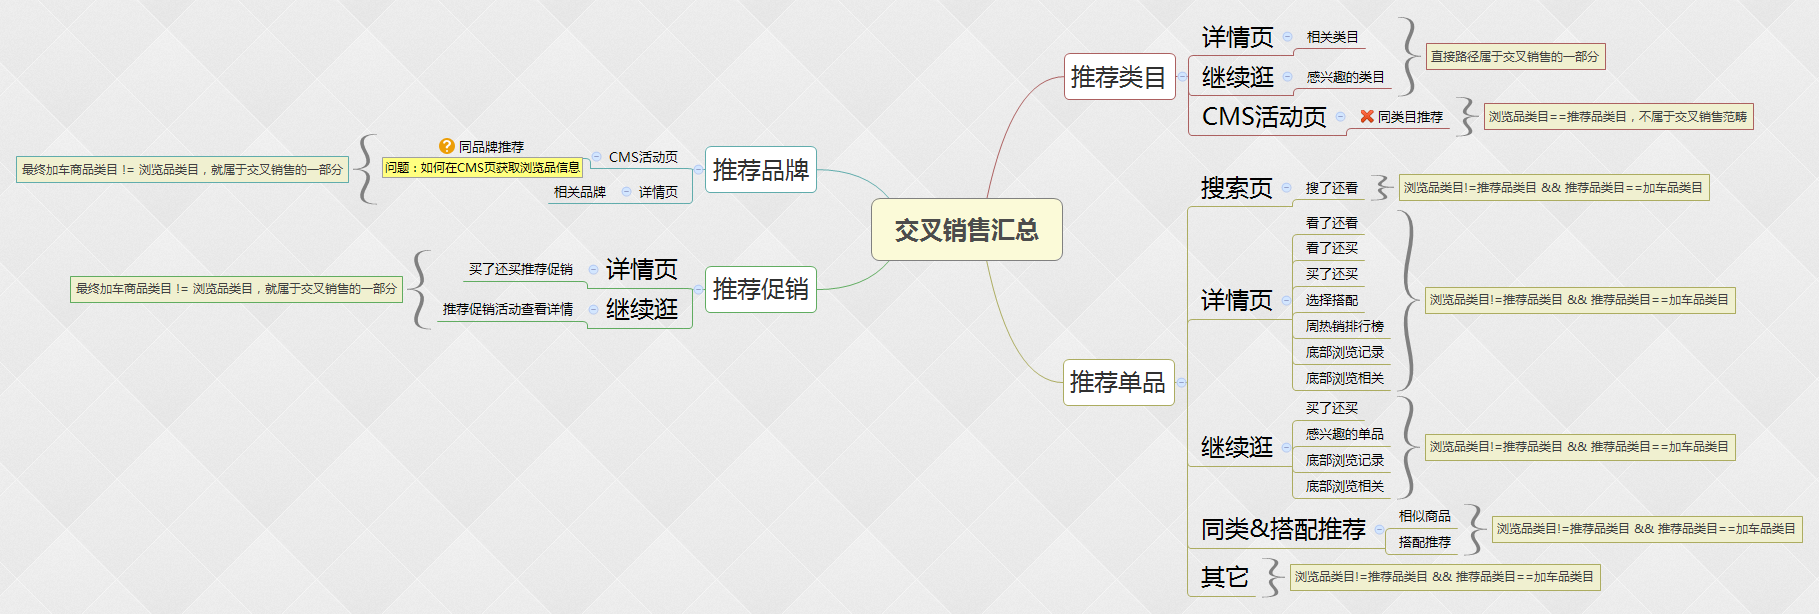 交叉销售汇总
推荐类目
详情页
相关类目
继续逛
感兴趣的类目
直接路径属于交叉销售的一部分
CMS活动页
同类目推荐
浏览品类目==推荐品类目，不属于交叉销售范畴
推荐单品
搜索页
搜了还看
浏览品类目!=推荐品类目 && 推荐品类目==加车品类目
详情页
看了还看
看了还买
买了还买
选择搭配
周热销排行榜
底部浏览记录
底部浏览相关
浏览品类目!=推荐品类目 && 推荐品类目==加车品类目
继续逛
买了还买
感兴趣的单品
底部浏览记录
底部浏览相关
浏览品类目!=推荐品类目 && 推荐品类目==加车品类目
同类&搭配推荐
相似商品
搭配推荐
浏览品类目!=推荐品类目 && 推荐品类目==加车品类目
其它
浏览品类目!=推荐品类目 && 推荐品类目==加车品类目
推荐品牌
CMS活动页
同品牌推荐
问题：如何在CMS页获取浏览品信息
详情页
相关品牌
最终加车商品类目 != 浏览品类目，就属于交叉销售的一部分
推荐促销
详情页
买了还买推荐促销
继续逛
推荐促销活动查看详情
最终加车商品类目 != 浏览品类目，就属于交叉销售的一部分